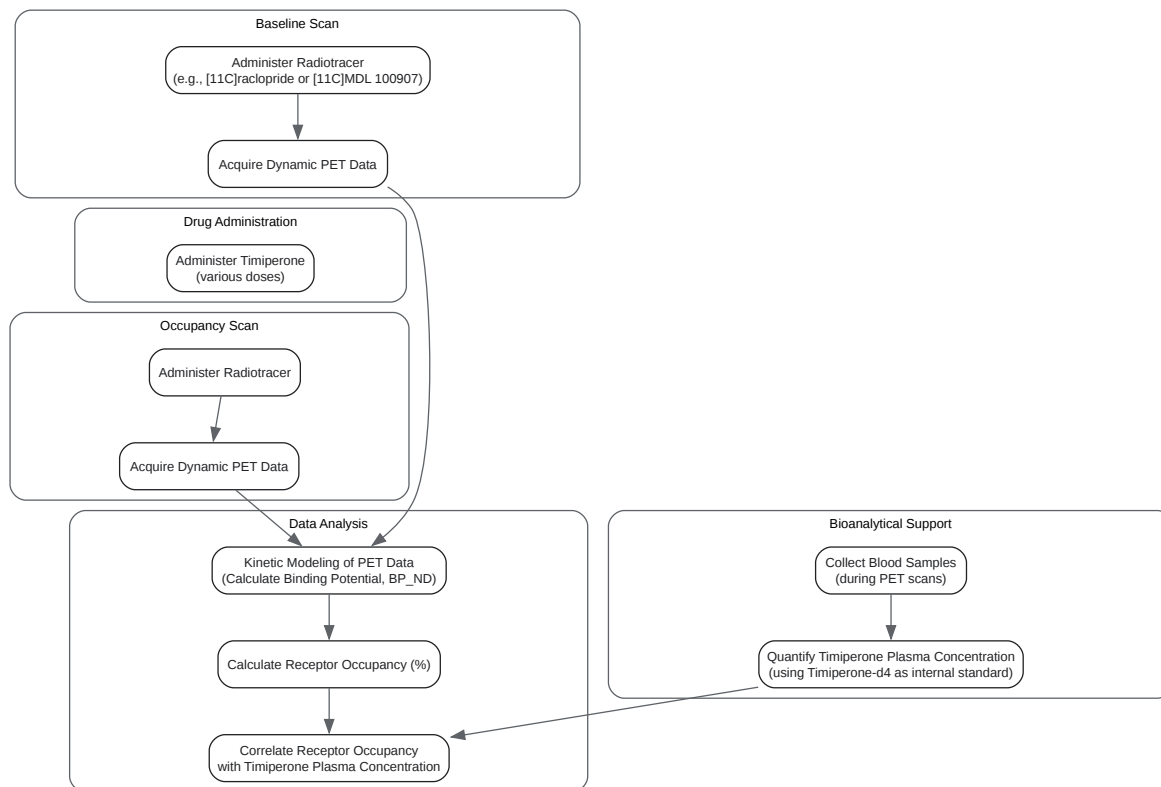 Baseline Scan
Administer Radiotracer
(e.g., [11C]raclopride or [11C]MDL 100907)
Acquire Dynamic PET Data
Drug Administration
Administer Timiperone
(various doses)
Occupancy Scan
Administer Radiotracer
Acquire Dynamic PET Data
Data Analysis
Kinetic Modeling of PET Data
(Calculate Binding Potential, BP_ND)
Calculate Receptor Occupancy (%)
Correlate Receptor Occupancy
with Timiperone Plasma Concentration
Bioanalytical Support
Collect Blood Samples
(during PET scans)
Quantify Timiperone Plasma Concentration
(using Timiperone-d4 as internal standard)